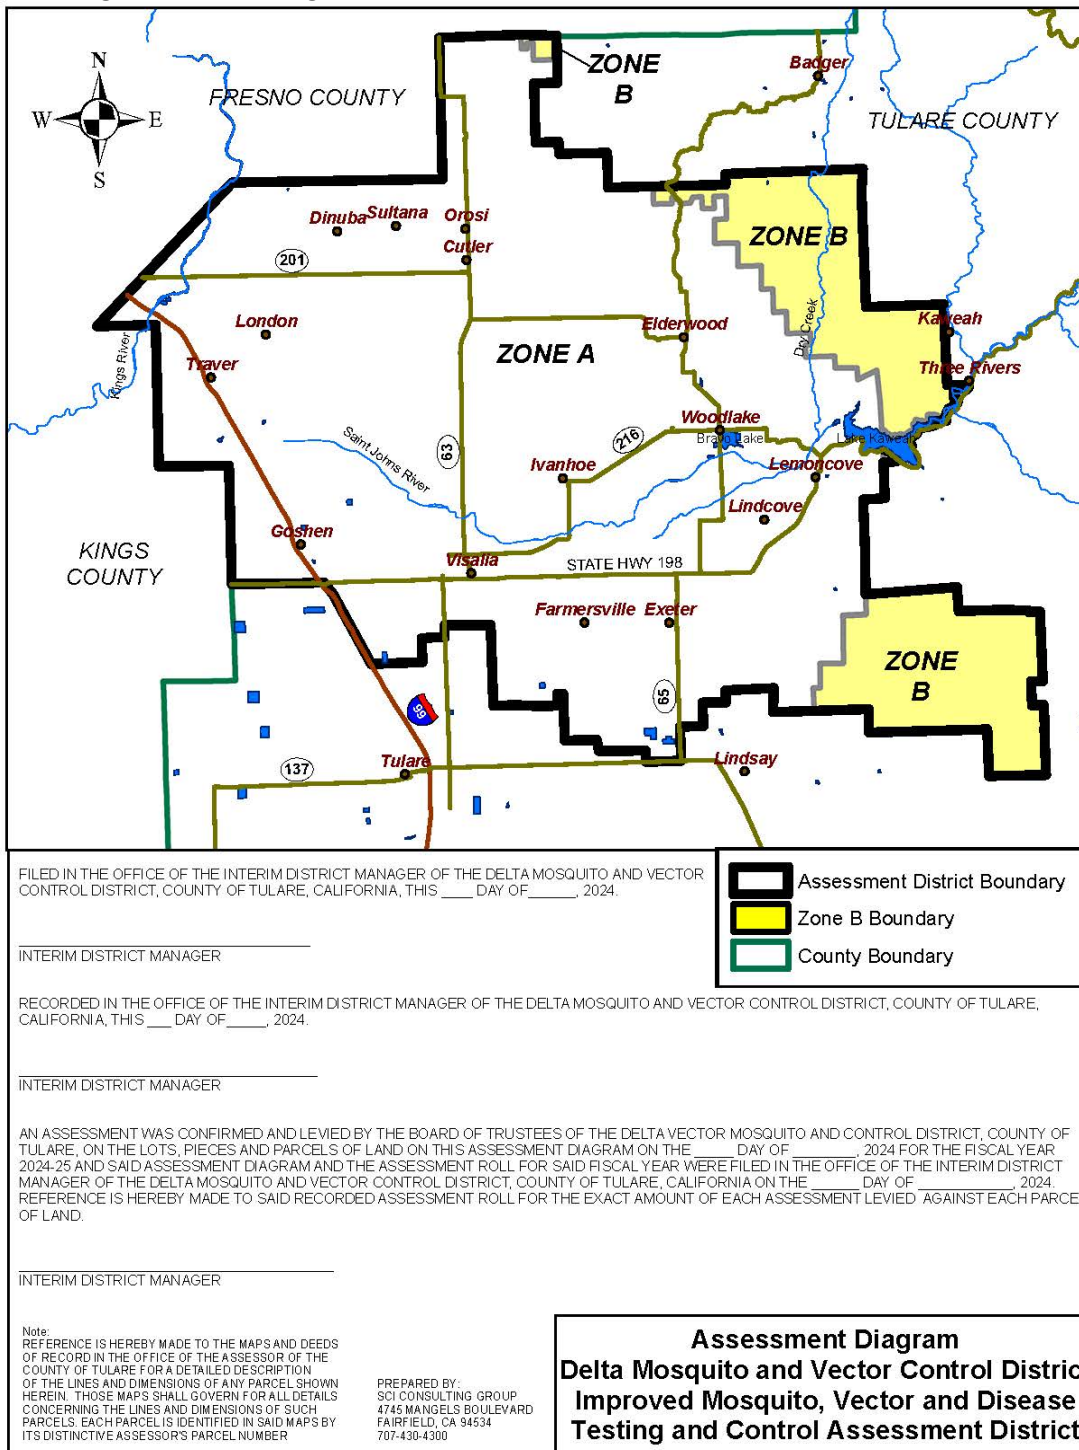 N
W
E
S
FRESNO COUNTY
ZONE
B
Badger
TULARE COUNTY
Dinuba
Sultana
Orosi
Cutler
201
ZONE B
London
Elderwood
Kaweah
Kings River
Traver
ZONE A
Dry Creek
Three Rivers
Woodlake
Bravo Lake
Lake Kaweah
Saint Johns River
63
216
Ivanhoe
Lemoncove
Lindcove
Goshen
KINGS
COUNTY
Visalia
STATE HWY 198
Farmersville
Exeter
ZONE
B
65
99
137
Tulare
Lindsay
FILED IN THE OFFICE OF THE INTERIM DISTRICT MANAGER OF THE DELTA MOSQUITO AND VECTOR
CONTROL DISTRICT, COUNTY OF TULARE, CALIFORNIA, THIS ____ DAY OF ______, 2024.
INTERIM DISTRICT MANAGER
Assessment District Boundary
Zone B Boundary
County Boundary
RECORDED IN THE OFFICE OF THE INTERIM DISTRICT MANAGER OF THE DELTA MOSQUITO AND VECTOR CONTROL DISTRICT, COUNTY OF TULARE,
CALIFORNIA, THIS ___ DAY OF _____, 2024.
INTERIM DISTRICT MANAGER
AN ASSESSMENT WAS CONFIRMED AND LEVIED BY THE BOARD OF TRUSTEES OF THE DELTA VECTOR MOSQUITO AND CONTROL DISTRICT, COUNTY OF
TULARE, ON THE LOTS, PIECES AND PARCELS OF LAND ON THIS ASSESSMENT DIAGRAM ON THE _____ DAY OF ________, 2024 FOR THE FISCAL YEAR
2024-25 AND SAID ASSESSMENT DIAGRAM AND THE ASSESSMENT ROLL FOR SAID FISCAL YEAR WERE FILED IN THE OFFICE OF THE INTERIM DISTRICT
MANAGER OF THE DELTA MOSQUITO AND VECTOR CONTROL DISTRICT, COUNTY OF TULARE, CALIFORNIA ON THE ______ DAY OF ____________, 2024.
REFERENCE IS HEREBY MADE TO SAID RECORDED ASSESSMENT ROLL FOR THE EXACT AMOUNT OF EACH ASSESSMENT LEVIED AGAINST EACH PARCE
OF LAND.
INTERIM DISTRICT MANAGER
Note:
REFERENCE IS HEREBY MADE TO THE MAPS AND DEEDS
OF RECORD IN THE OFFICE OF THE ASSESSOR OF THE
COUNTY OF TULARE FOR A DETAILED DESCRIPTION
OF THE LINES AND DIMENSIONS OF ANY PARCEL SHOWN
HEREIN. THOSE MAPS SHALL GOVERN FOR ALL DETAILS
CONCERNING THE LINES AND DIMENSIONS OF SUCH
PARCELS. EACH PARCEL IS IDENTIFIED IN SAID MAPS BY
ITS DISTINCTIVE ASSESSOR'S PARCEL NUMBER
PREPARED BY:
SCI CONSULTING GROUP
4745 MANGELS BOULEVARD
FAIRFIELD, CA 94534
707-430-4300
Assessment Diagram
Delta Mosquito and Vector Control Distric
Improved Mosquito, Vector and Disease
Testing and Control Assessment District